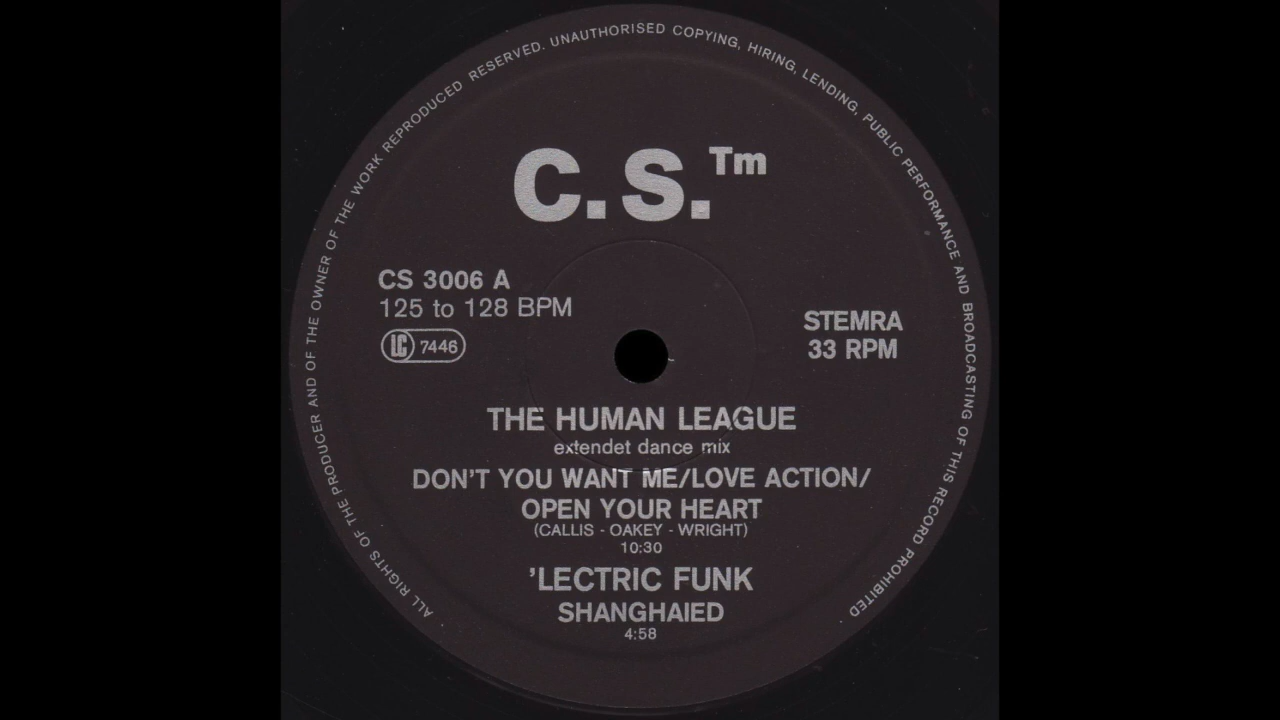 ALL RIGHTS OF THE PRODUCER AND OF THE OWNER OF THE WORK REPRODUCED RESERVED. UNAUTHORISED COPYING, HIRING, LENDING, PUBLIC PERFORMANCE AND BROADCASTING OF THIS RECORD PROHIBITED
C.S.Tm
CS 3006 A
125 to 128 BPM
LC 7446
STEMRA
33 RPM
THE HUMAN LEAGUE
extendet dance mix
DON'T YOU WANT ME/LOVE ACTION/
OPEN YOUR HEART
(CALLIS - OAKEY - WRIGHT)
10:30
'LECTRIC FUNK
SHANGHAIED
4:58